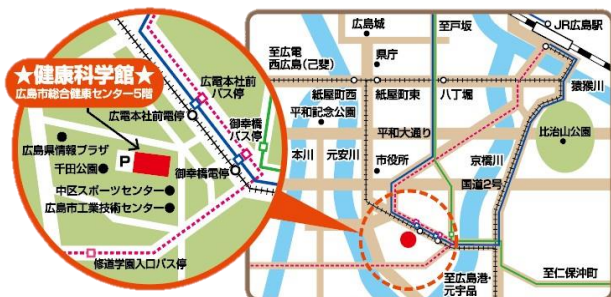 ★健康科学館★
広島市総合健康センター5階
広電本社前
バス停
広電本社前電停
御幸橋
バス停
広島県情報プラザ
P
千田公園
御幸橋電停
中区スポーツセンター
広島市工業技術センター
修道学園入口バス停
広島城
至戸坂
JR広島駅
至広電
西広島(己斐)
県庁
猿猴川
紙屋町西
紙屋町東
八丁堀
平和記念公園
平和大通り
比治山公園
本川
元安川
市役所
京橋川
国道2号
至広島港・
元宇品
至仁保沖町